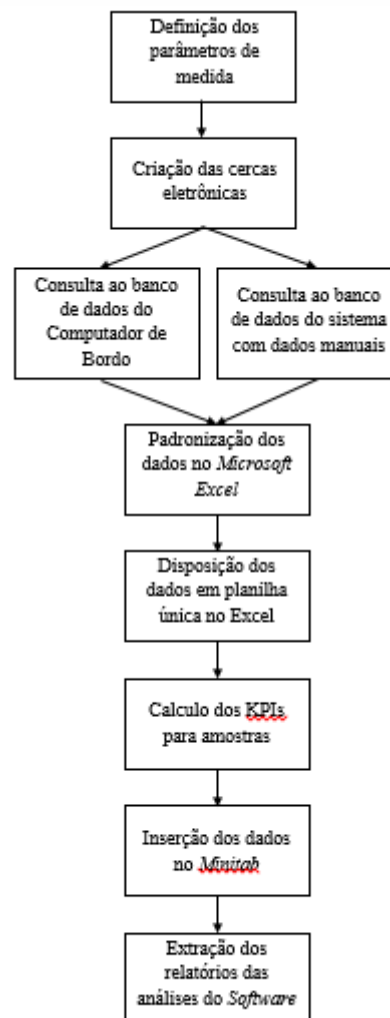 Definição dos
parâmetros de
medida
Criação das cercas
eletrônicas
Consulta ao banco
de dados do
Computador de
Bordo
Consulta ao banco
de dados do sistema
com dados manuais
Padronização dos
dados no Microsoft
Excel
Disposição dos
dados em planilha
única no Excel
Calculo dos KPIs
para amostras
Inserção dos dados
no Minitab
Extração dos
relatórios das
análises do Software